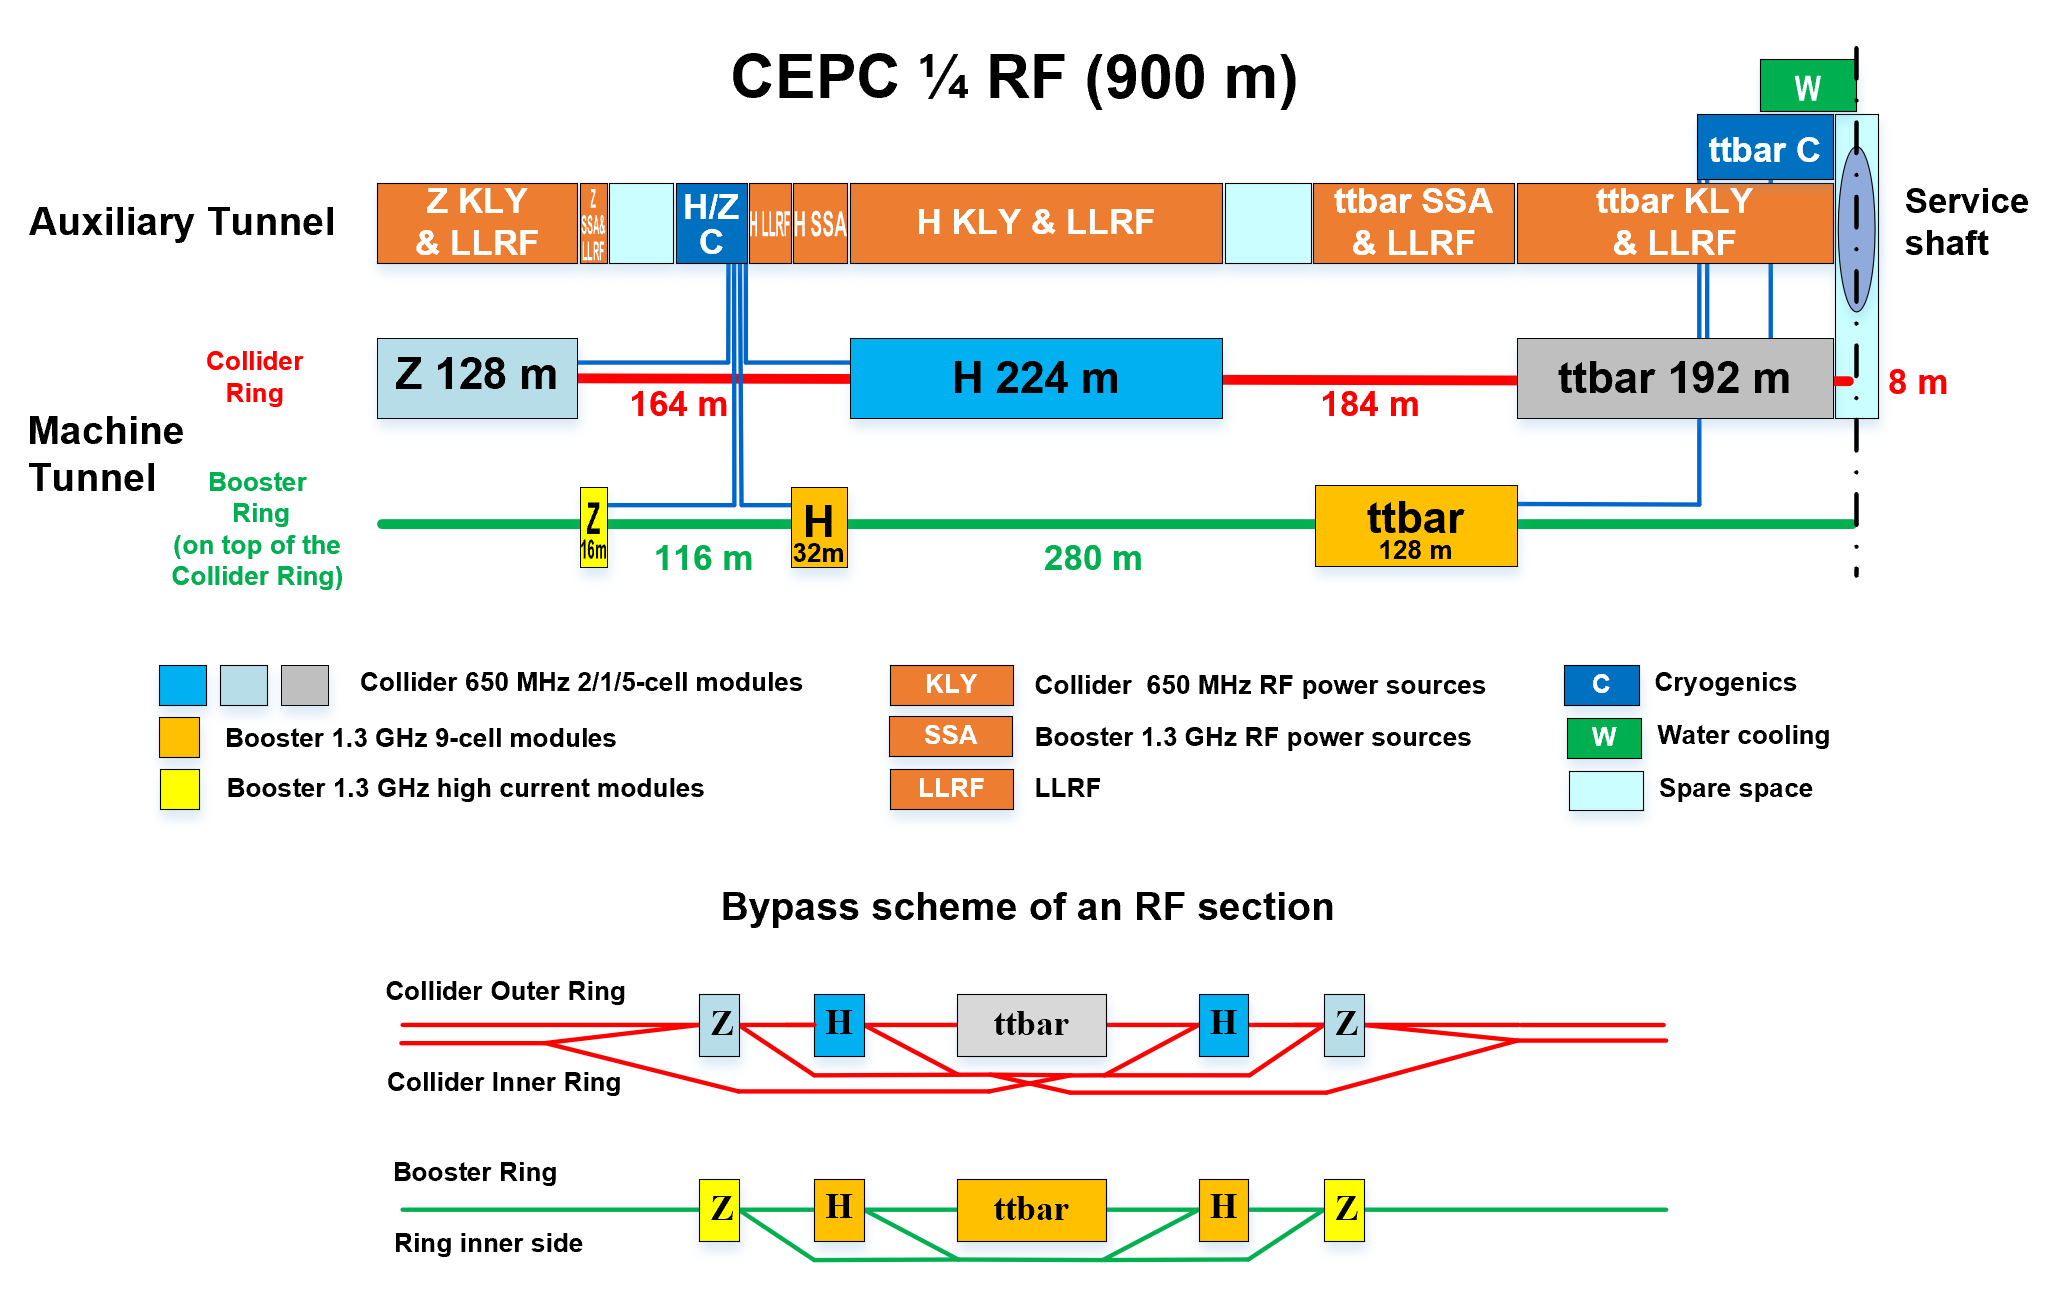 CEPC ¼ RF (900 m)
W
ttbar C
Auxiliary Tunnel
Z KLY
& LLRF
Z
SSA&
LLRF
H/Z
C
H LLRF
H SSA
H KLY & LLRF
ttbar SSA
& LLRF
ttbar KLY
& LLRF
Service
shaft
Collider
Ring
Z 128 m
164 m
H 224 m
184 m
ttbar 192 m
8 m
Machine
Tunnel
Booster
Ring
(on top of the
Collider Ring)
Z
16m
116 m
H
32m
280 m
ttbar
128 m
Collider 650 MHz 2/1/5-cell modules
Booster 1.3 GHz 9-cell modules
Booster 1.3 GHz high current modules
KLY
Collider  650 MHz RF power sources
SSA
Booster 1.3 GHz RF power sources
LLRF
LLRF
C
Cryogenics
W
Water cooling
Spare space
Bypass scheme of an RF section
Collider Outer Ring
Z
H
ttbar
H
Z
Collider Inner Ring
Booster Ring
Z
H
ttbar
H
Z
Ring inner side